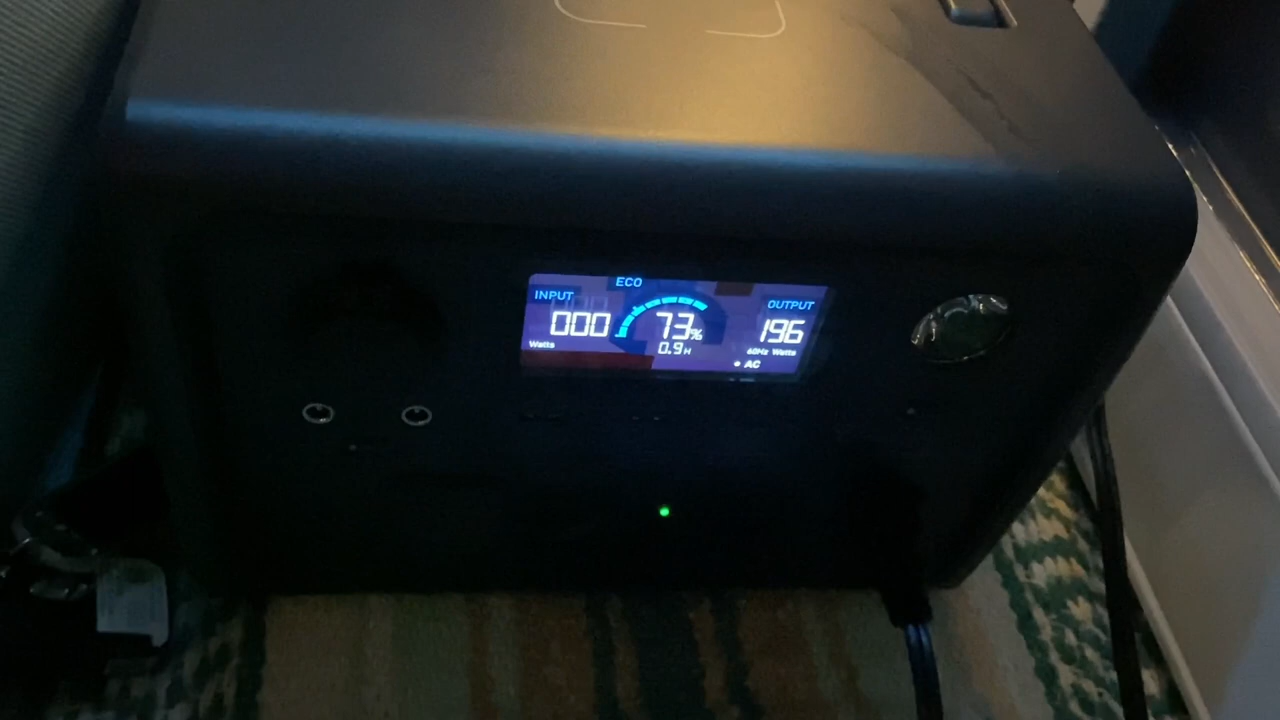 ECO
INPUT
OUTPUT
000
73%
196
Watts
0.9H
60Hz Watts
AC